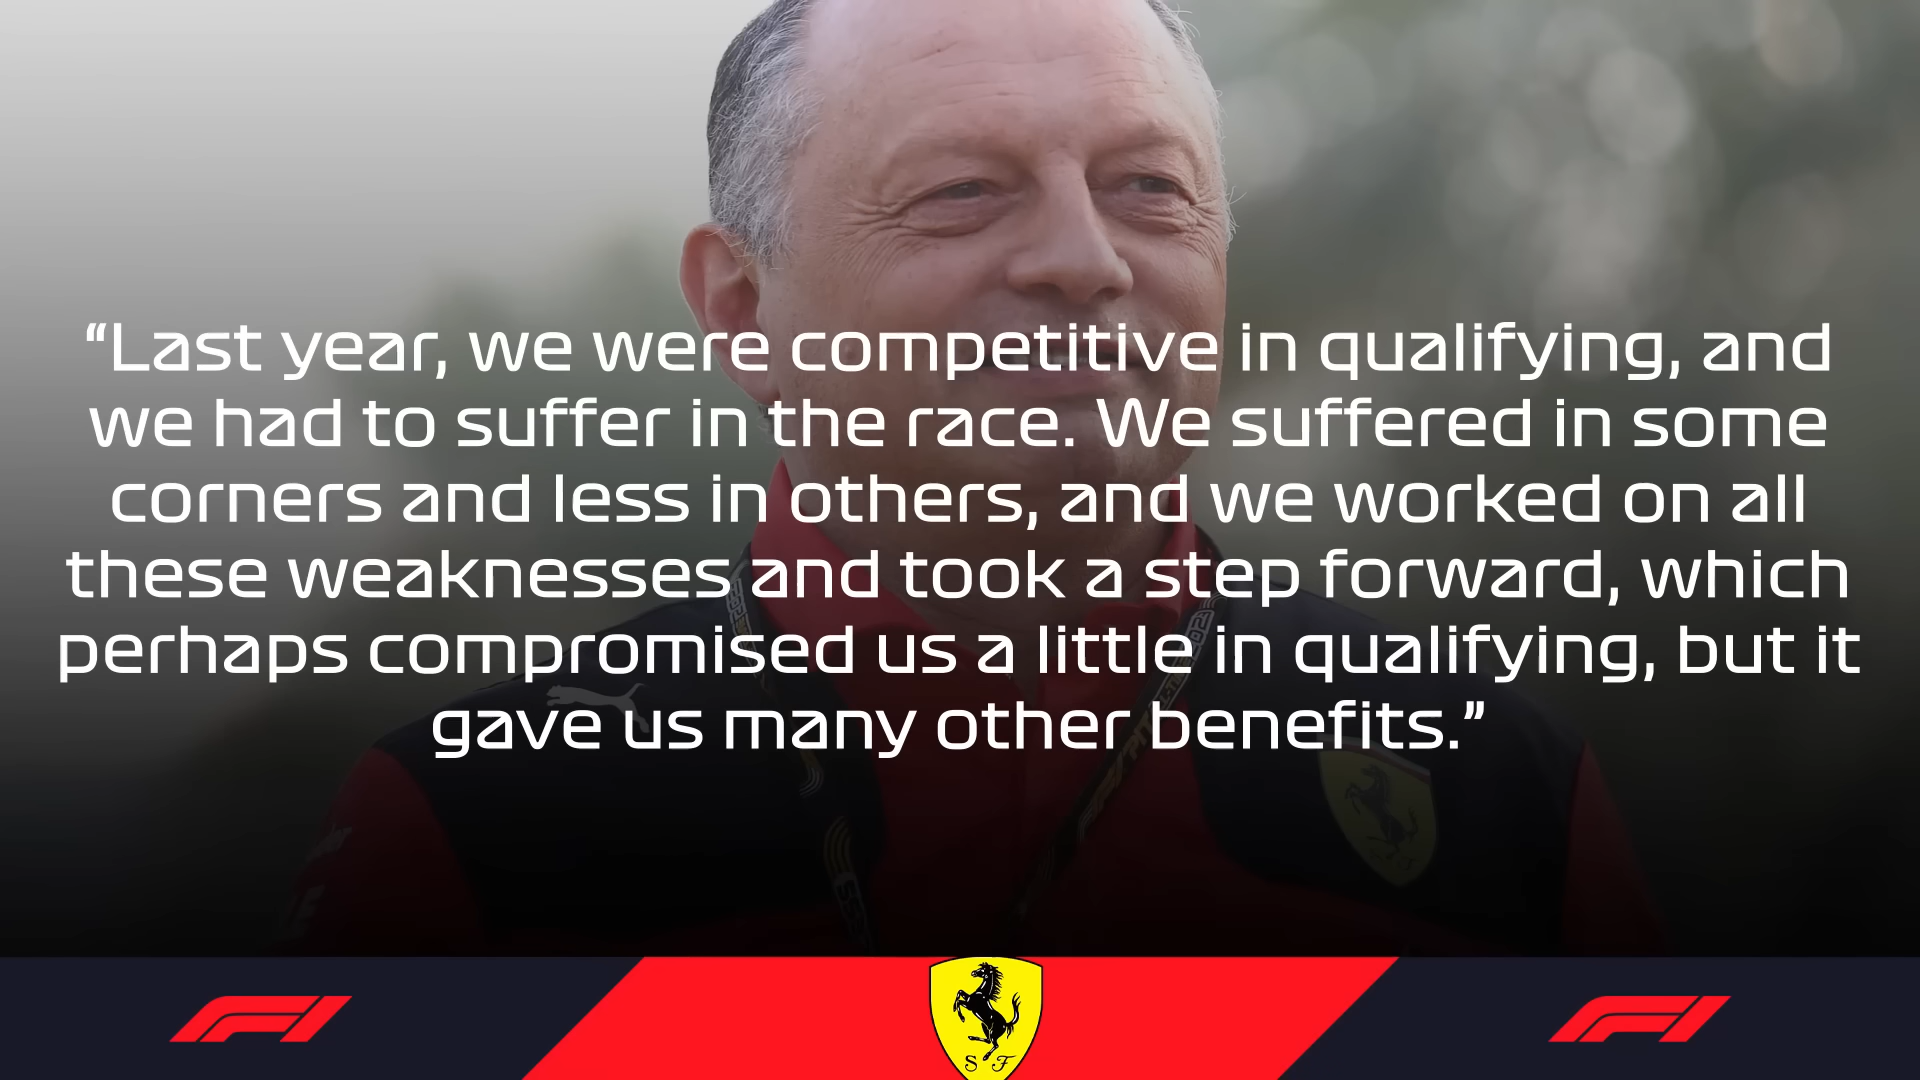 “Last year, we were competitive in qualifying, and
we had to suffer in the race. We suffered in some
corners and less in others, and we worked on all
these weaknesses and took a step forward, which
perhaps compromised us a little in qualifying, but it
gave us many other benefits.”
S F
F1
S F
F1